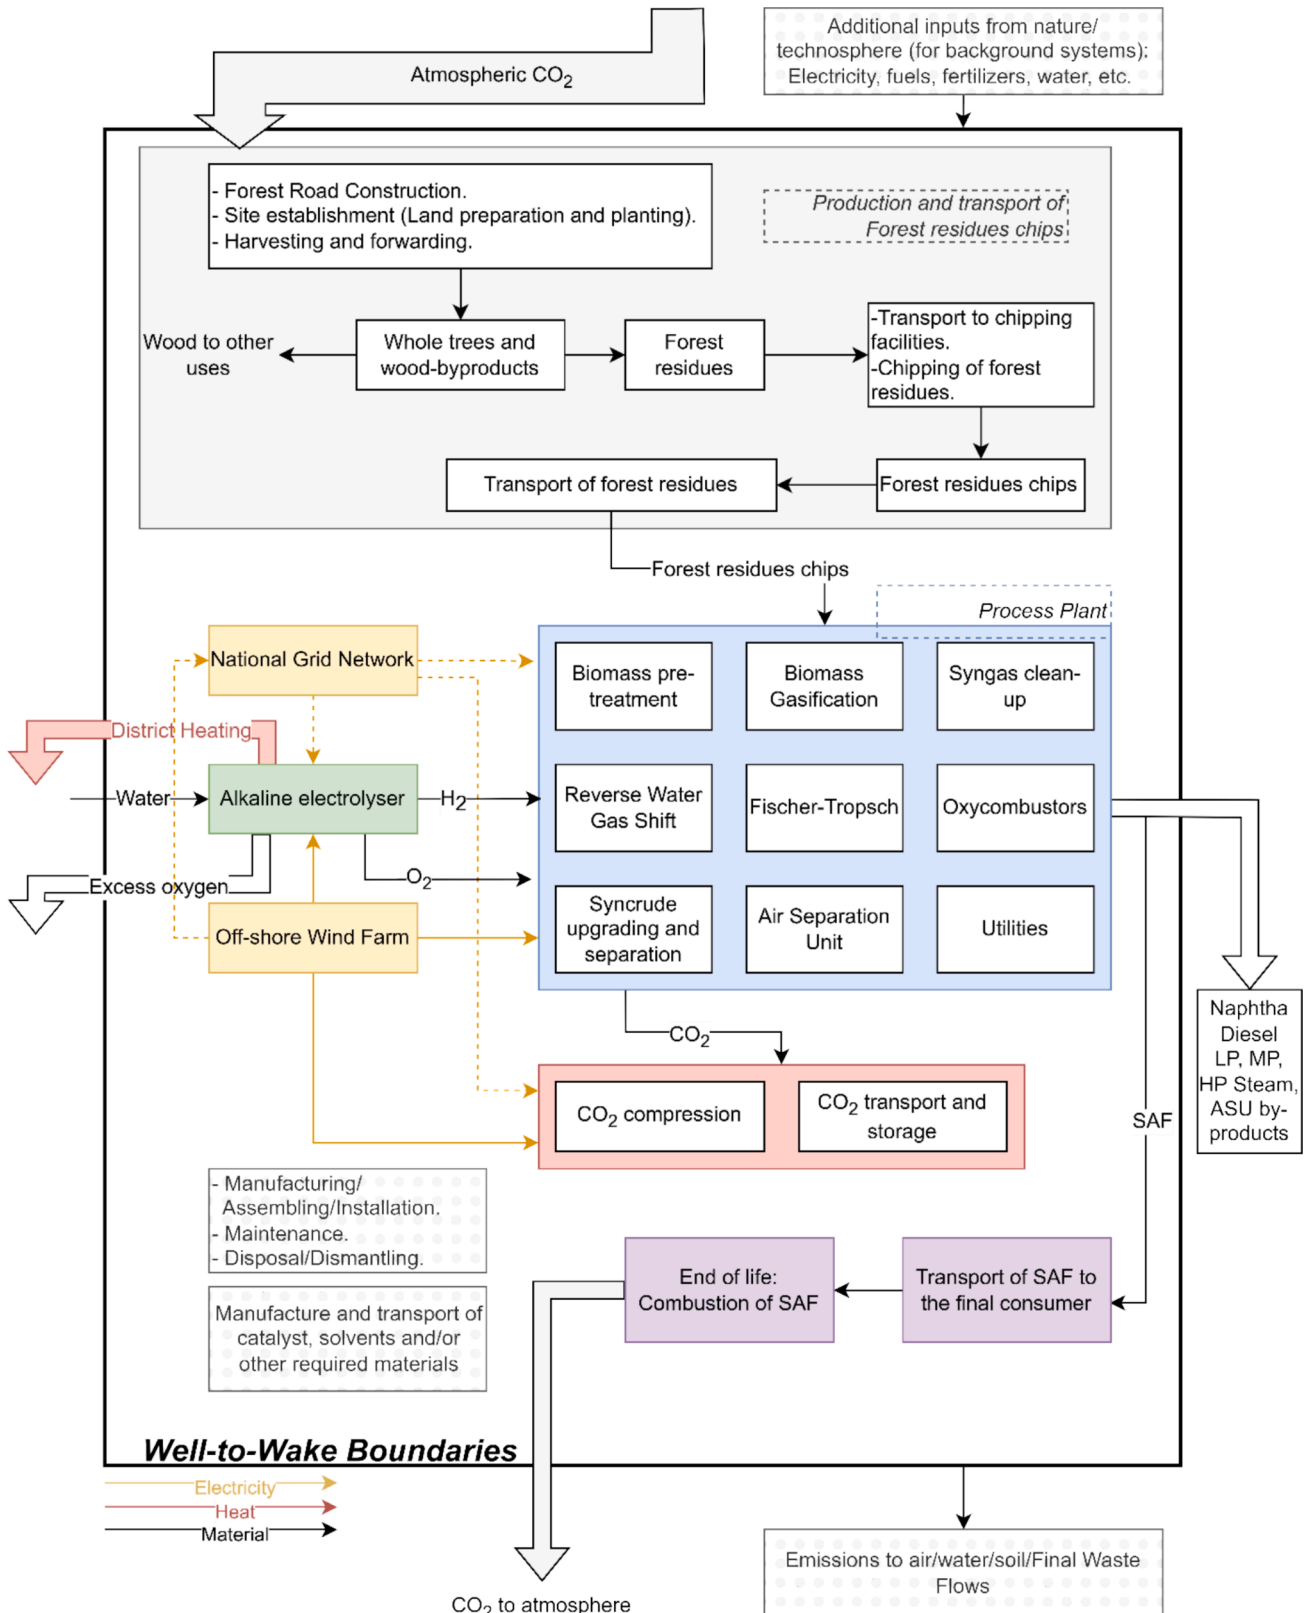 Atmospheric CO2
Additional inputs from nature/
technosphere (for background systems):
Electricity, fuels, fertilizers, water, etc.
- Forest Road Construction.
- Site establishment (Land preparation and planting).
- Harvesting and forwarding.
Production and transport of
Forest residues chips
Wood to other
uses
Whole trees and
wood-byproducts
Forest
residues
-Transport to chipping
facilities.
-Chipping of forest
residues.
Transport of forest residues
Forest residues chips
Forest residues chips
Process Plant
National Grid Network
Biomass pre-
treatment
Biomass
Gasification
Syngas clean-
up
District Heating
Water
Alkaline electrolyser
H2
Reverse Water
Gas Shift
Fischer-Tropsch
Oxycombustors
Excess oxygen
O2
Off-shore Wind Farm
Syncrude
upgrading and
separation
Air Separation
Unit
Utilities
CO2
Naphtha
Diesel
LP, MP,
HP Steam,
ASU by-
products
CO2 compression
CO2 transport and
storage
SAF
- Manufacturing/
Assembling/Installation.
- Maintenance.
- Disposal/Dismantling.
End of life:
Combustion of SAF
Transport of SAF to
the final consumer
Manufacture and transport of
catalyst, solvents and/or
other required materials
Well-to-Wake Boundaries
Electricity
Heat
Material
Emissions to air/water/soil/Final Waste
Flows
CO2 to atmosphere